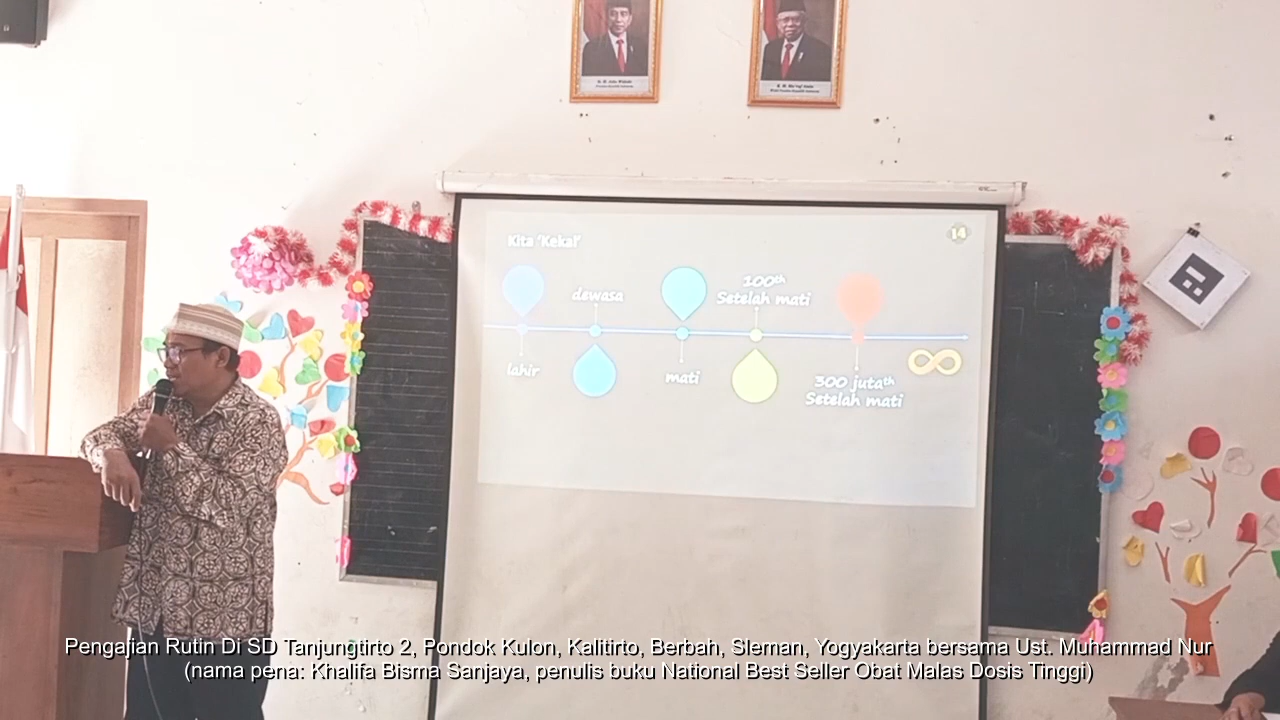 Kita 'Kekal'
14
dewasa
100th
Setelah mati
lahir
mati
300 jutath
Setelah mati
Pengajian Rutin Di SD Tanjungtirto 2, Pondok Kulon, Kalitirto, Berbah, Sleman, Yogyakarta bersama Ust. Muhammad Nur
(nama pena: Khalifa Bisma Sanjaya, penulis buku National Best Seller Obat Malas Dosis Tinggi)